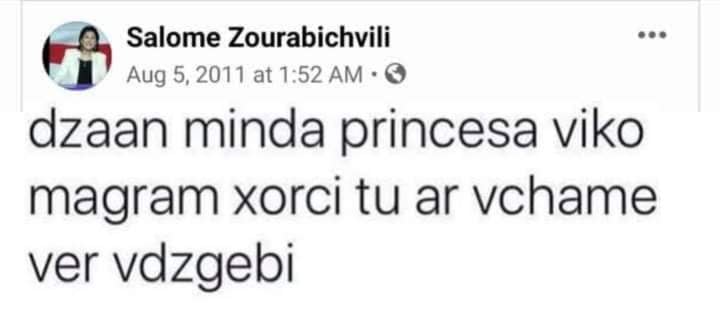 Salome Zourabichvili
Aug 5, 2011 at 1:52 AM ·
dzaan minda princesa viko
magram xorci tu ar vchame
ver vdzgebi